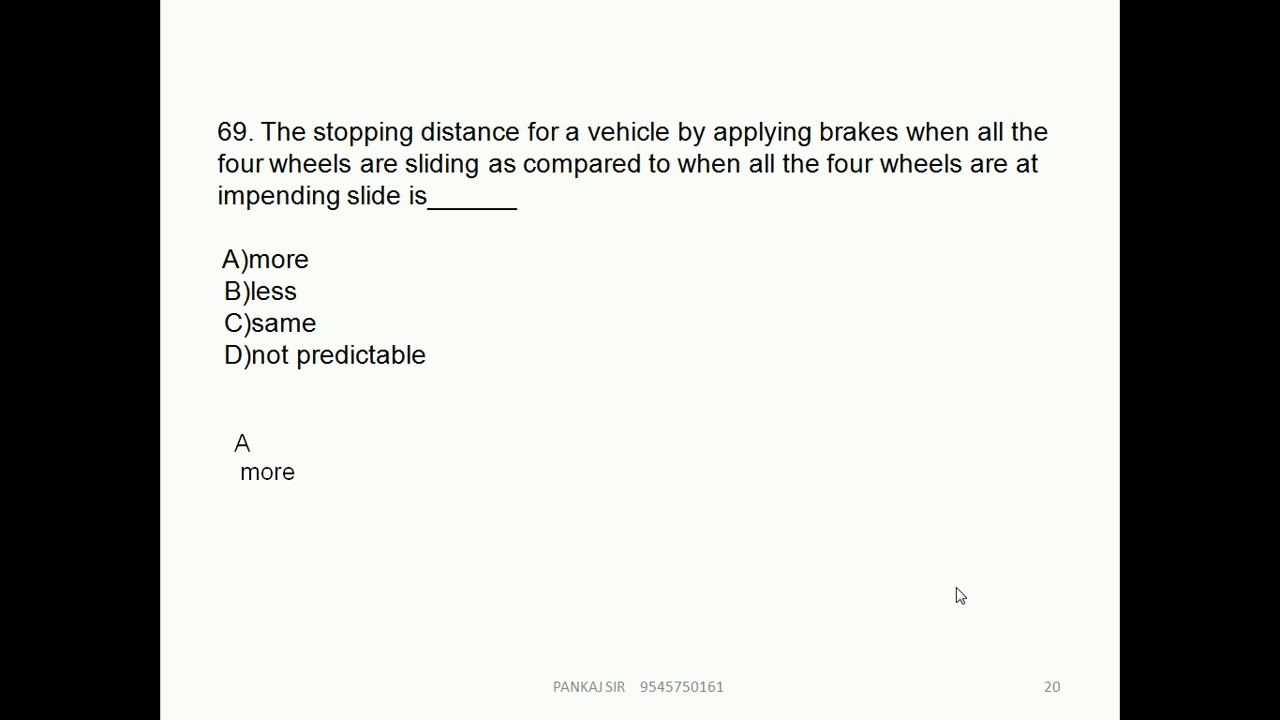 69. The stopping distance for a vehicle by applying brakes when all the
four wheels are sliding as compared to when all the four wheels are at
impending slide is______
A)more
B)less
C)same
D)not predictable
A
more
PANKAJ SIR 9545750161
20